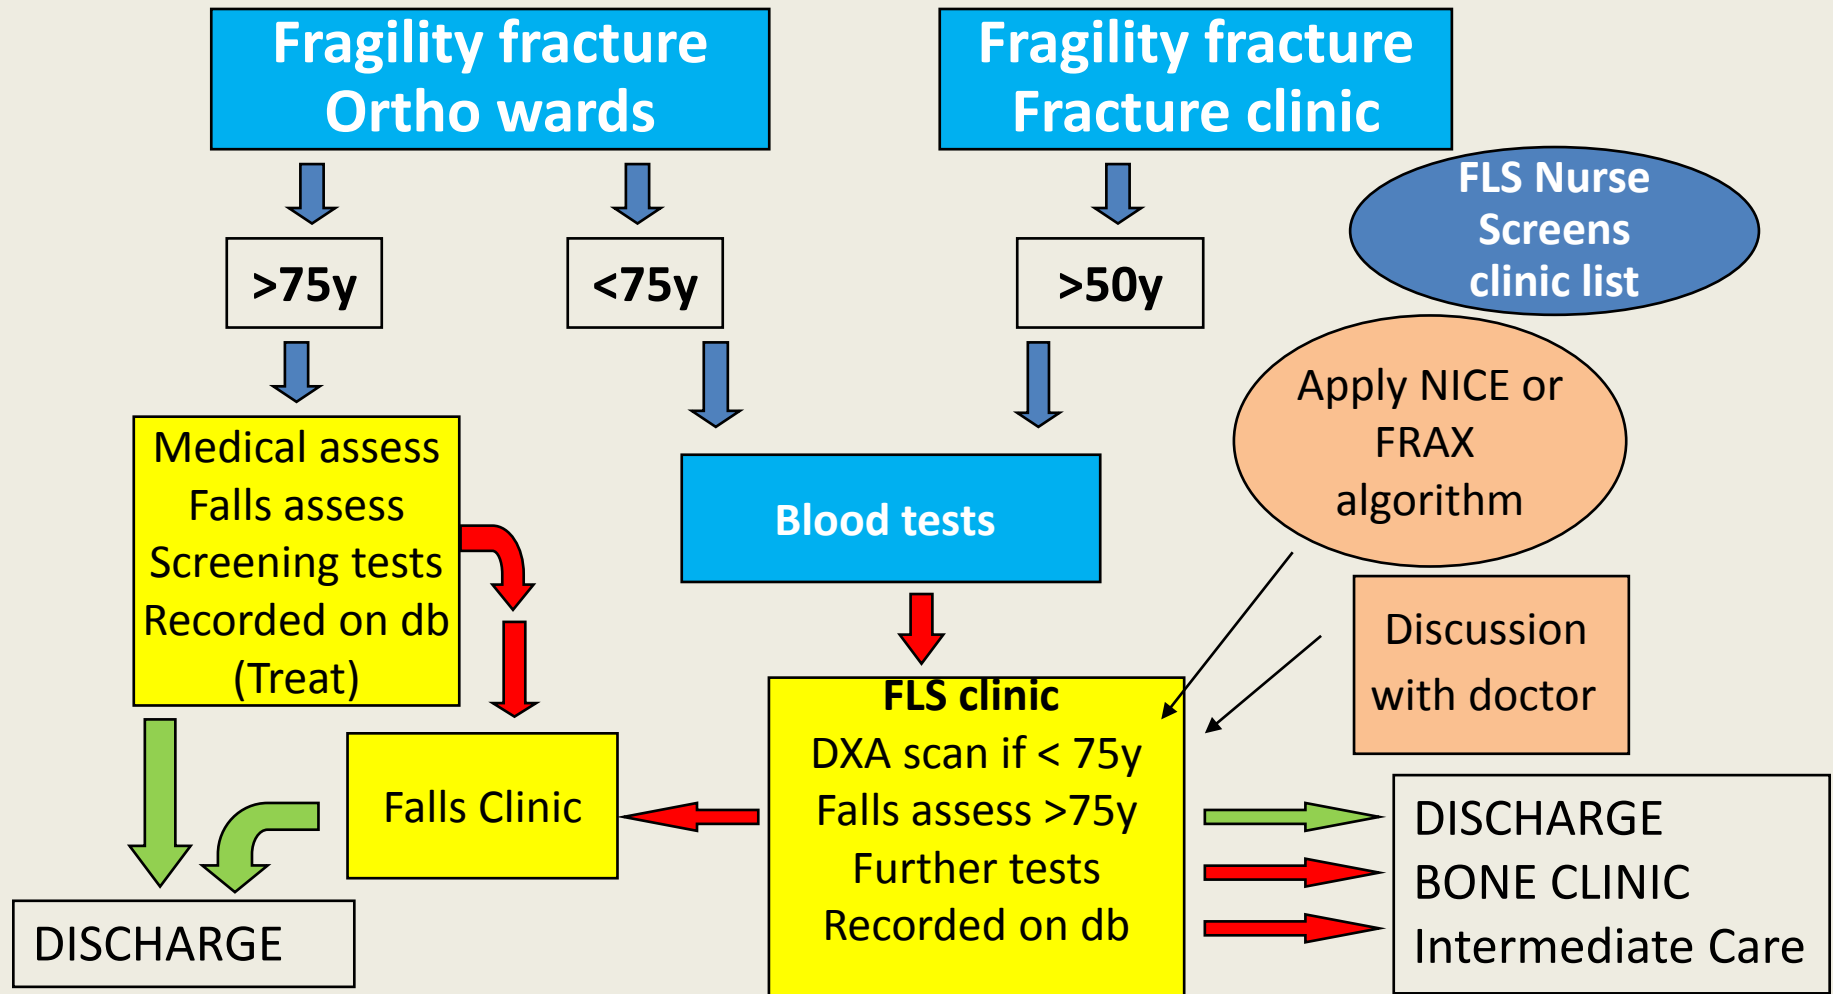 Fragility fracture
Ortho wards
Fragility fracture
Fracture clinic
FLS Nurse
Screens
clinic list
>75y
<75y
>50y
Apply NICE or
FRAX
algorithm
Medical assess
Falls assess
Screening tests
Recorded on db
(Treat)
Blood tests
Discussion
with doctor
FLS clinic
DXA scan if < 75y
Falls assess >75y
Further tests
Recorded on db
Falls Clinic
DISCHARGE
BONE CLINIC
Intermediate Care
DISCHARGE